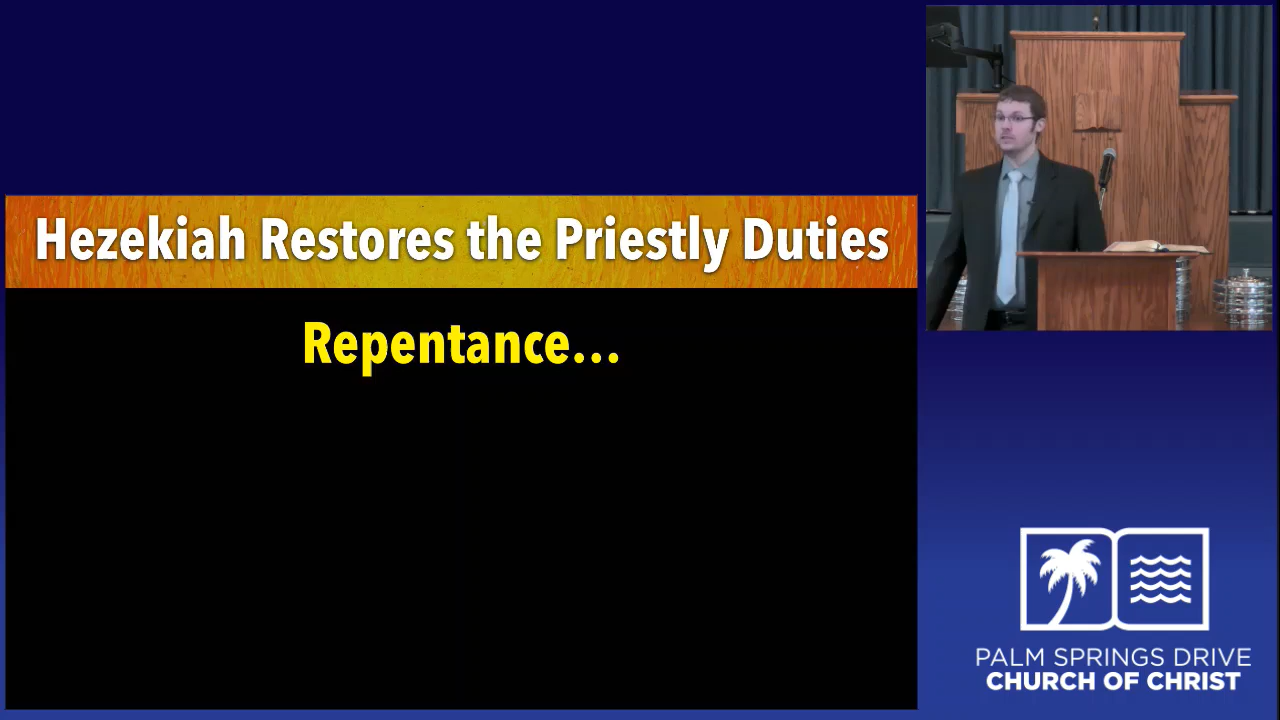 Hezekiah Restores the Priestly Duties
Repentance...
PALM SPRINGS DRIVE
CHURCH OF CHRIST